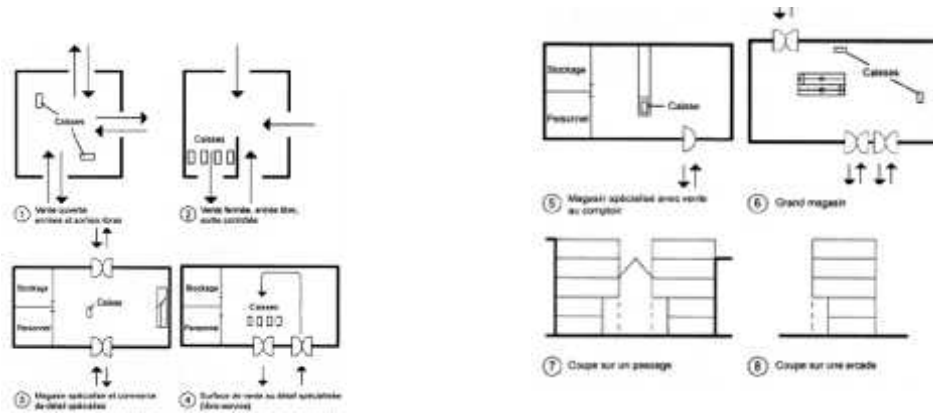 Caisses
① Vente ouverte
entrées et sorties libres
Caisses
② Vente fermée, entrée libre,
sortie contrôlée
Stockage
Personnel
Caisse
③ Magasin spécialisé et commerce
de détail spécialisé
Stockage
Personnel
Caisses
④ Surface de vente au détail spécialisée
(libre-service)
Stockage
Personnel
Caisse
⑤ Magasin spécialisé avec vente
au comptoir
Caisses
⑥ Grand magasin
⑦ Coupe sur un passage
⑧ Coupe sur une arcade